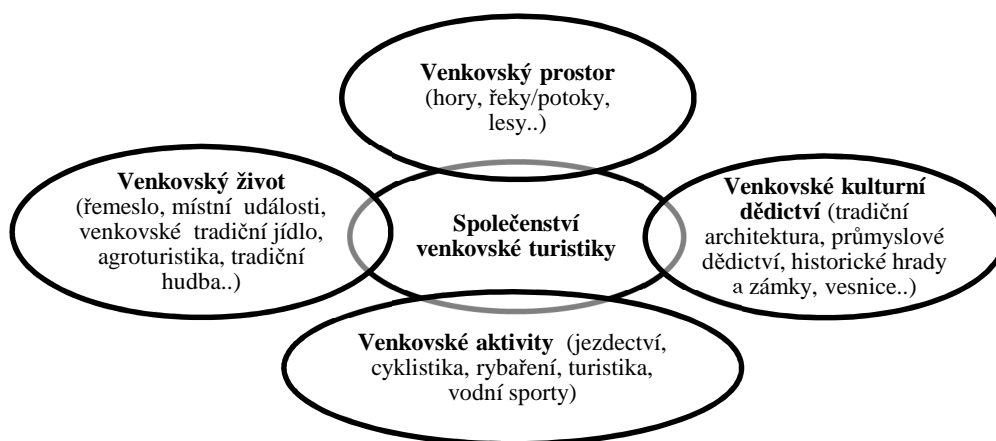 Venkovský prostor
(hory, řeky/potoky,
lesy..)
Venkovský život
(řemeslo, místní události,
venkovské tradiční jídlo,
agroturistika, tradiční
hudba..)
Společenství
venkovské turistiky
Venkovské kulturní
dědictví (tradiční
architektura, průmyslové
dědictví, historické hrady
a zámky, vesnice..)
Venkovské aktivity (jezdectví,
cyklistika, rybaření, turistika,
vodní sporty)